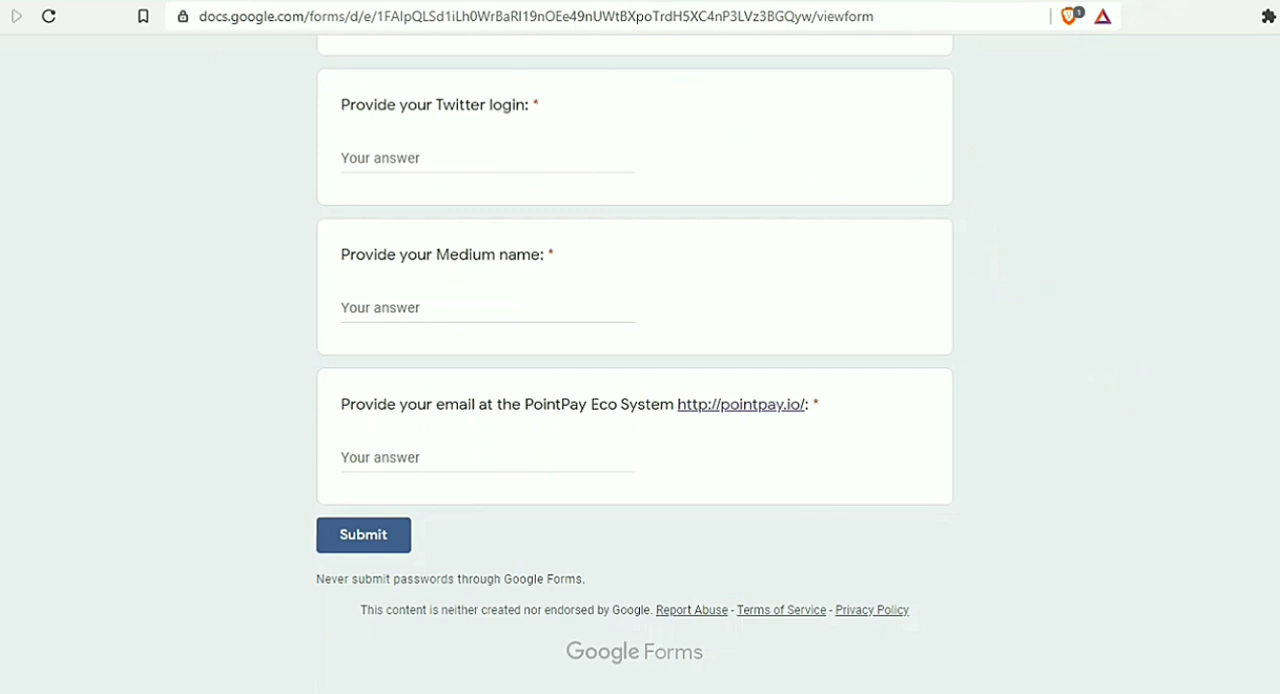 docs.google.com/forms/d/e/1FAIpQLSd1iLh0WrBaRI19nOEe49nUWtBXpoTrdH5XC4nP3LVz3BGQyw/viewform
1
Provide your Twitter login: *
Your answer
Provide your Medium name: *
Your answer
Provide your email at the PointPay Eco System http://pointpay.io/: *
Your answer
Submit
Never submit passwords through Google Forms.
This content is neither created nor endorsed by Google. Report Abuse - Terms of Service - Privacy Policy
Google Forms